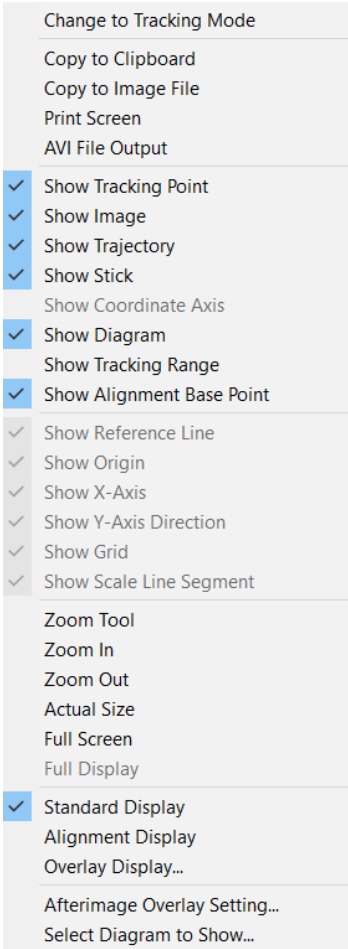 Change to Tracking Mode
Copy to Clipboard
Copy to Image File
Print Screen
AVI File Output
Show Tracking Point
Show Image
Show Trajectory
Show Stick
Show Coordinate Axis
Show Diagram
Show Tracking Range
Show Alignment Base Point
Show Reference Line
Show Origin
Show X-Axis
Show Y-Axis Direction
Show Grid
Show Scale Line Segment
Zoom Tool
Zoom In
Zoom Out
Actual Size
Full Screen
Full Display
Standard Display
Alignment Display
Overlay Display...
Afterimage Overlay Setting...
Select Diagram to Show...